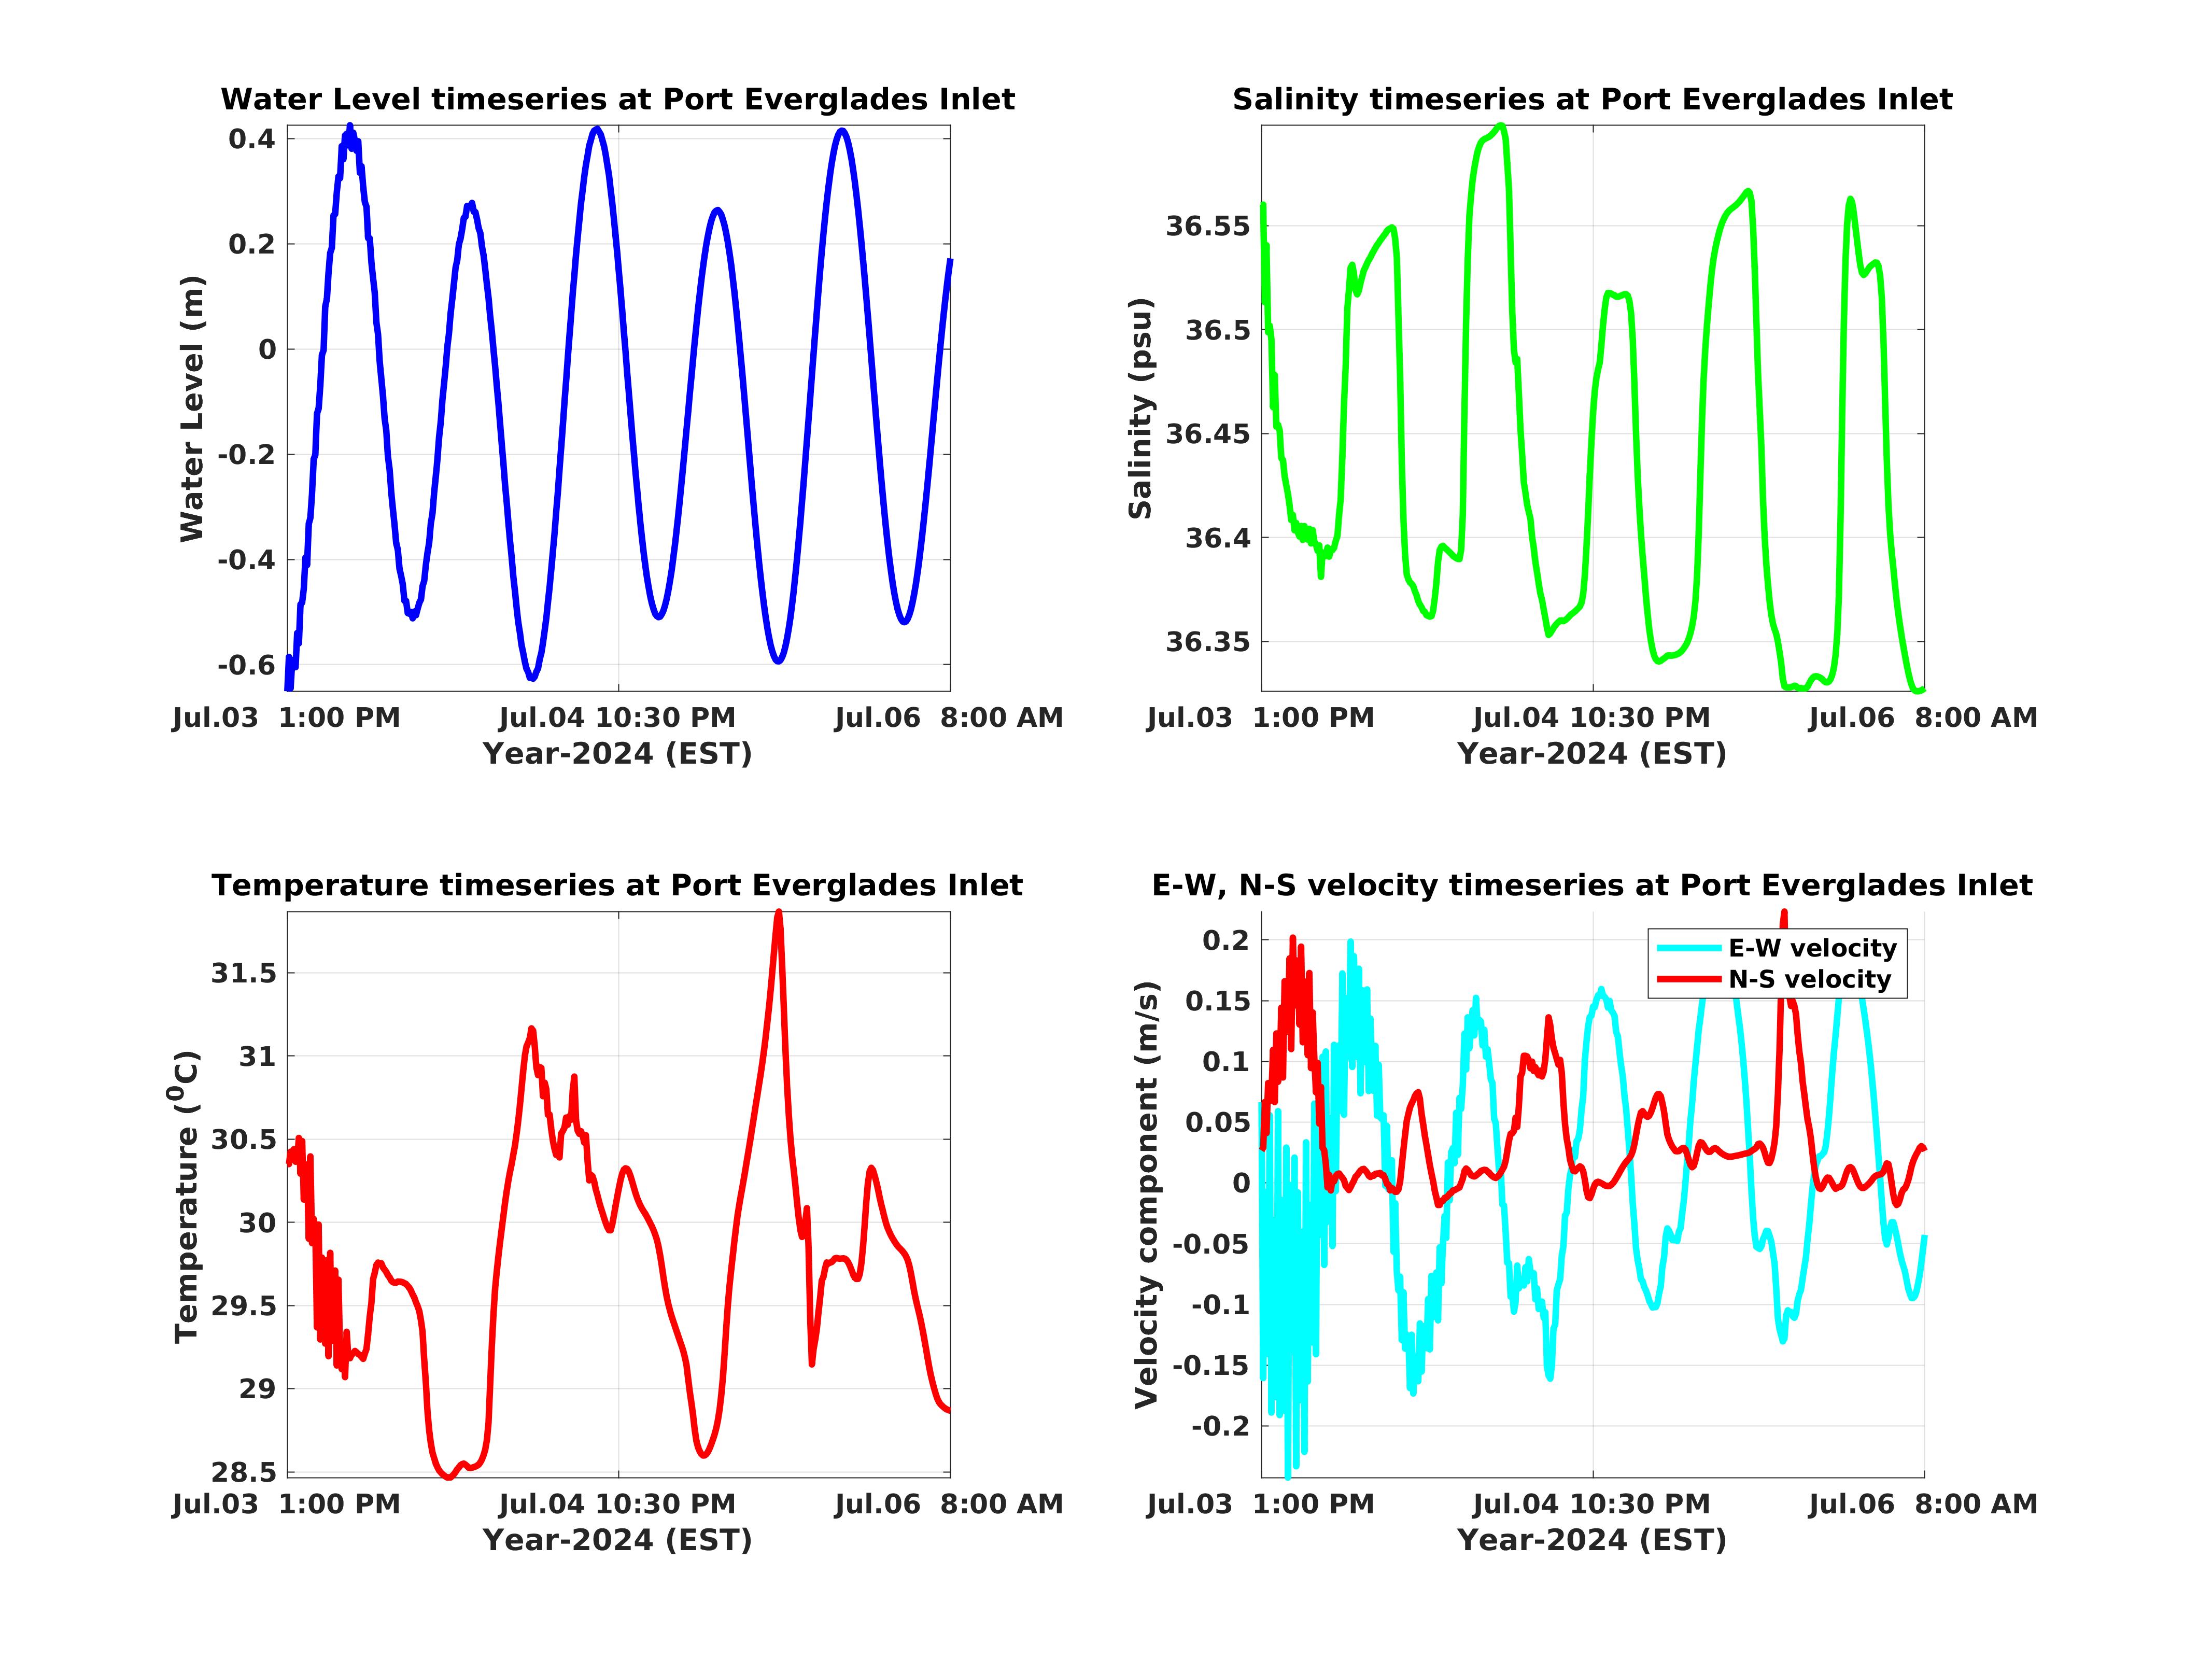 Water Level timeseries at Port Everglades Inlet
0.4
0.2
0
-0.2
-0.4
-0.6
Water Level (m)
Jul.03 1:00 PM Jul.04 10:30 PM Jul.06 8:00 AM
Year-2024 (EST)
Salinity timeseries at Port Everglades Inlet
36.55
36.5
36.45
36.4
36.35
Salinity (psu)
Jul.03 1:00 PM Jul.04 10:30 PM Jul.06 8:00 AM
Year-2024 (EST)
Temperature timeseries at Port Everglades Inlet
31.5
31
30.5
30
29.5
29
28.5
Temperature (⁰C)
Jul.03 1:00 PM Jul.04 10:30 PM Jul.06 8:00 AM
Year-2024 (EST)
E-W, N-S velocity timeseries at Port Everglades Inlet
0.2
0.15
0.1
0.05
0
-0.05
-0.1
-0.15
-0.2
Velocity component (m/s)
E-W velocity
N-S velocity
Jul.03 1:00 PM Jul.04 10:30 PM Jul.06 8:00 AM
Year-2024 (EST)